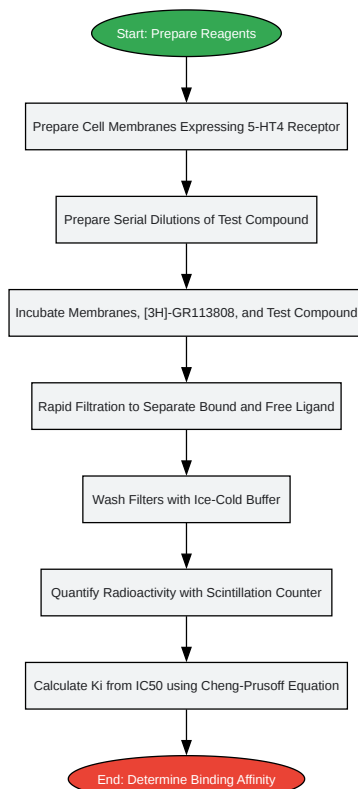 Start: Prepare Reagents
Prepare Cell Membranes Expressing 5-HT4 Receptor
Prepare Serial Dilutions of Test Compound
Incubate Membranes, [3H]-GR113808, and Test Compound
Rapid Filtration to Separate Bound and Free Ligand
Wash Filters with Ice-Cold Buffer
Quantify Radioactivity with Scintillation Counter
Calculate Ki from IC50 using Cheng-Prusoff Equation
End: Determine Binding Affinity